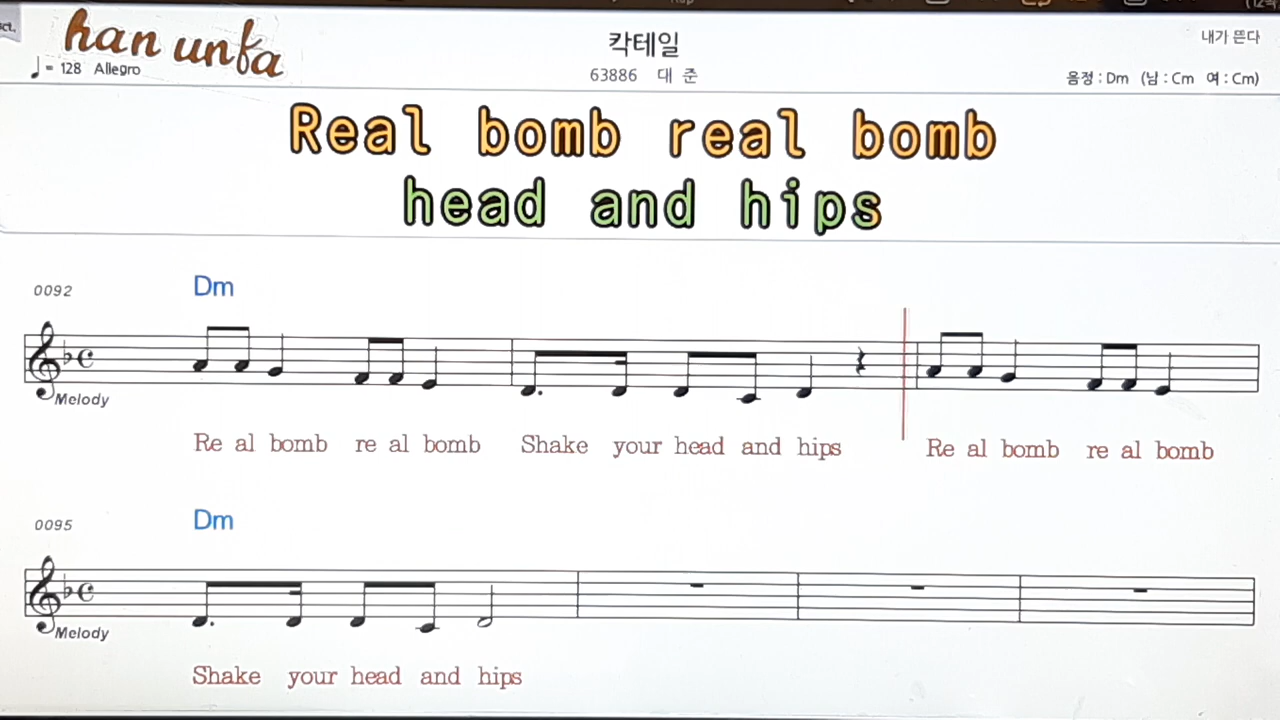 han unfa
칵테일
내가 뜬다
♩= 128 Allegro
63886 대 준
음정 : Dm (남 : Cm 여 : Cm)
Real bomb real bomb
head and hips
0092
Dm
Melody
Re al bomb re al bomb Shake your head and hips Re al bomb re al bomb
0095
Dm
Melody
Shake your head and hips